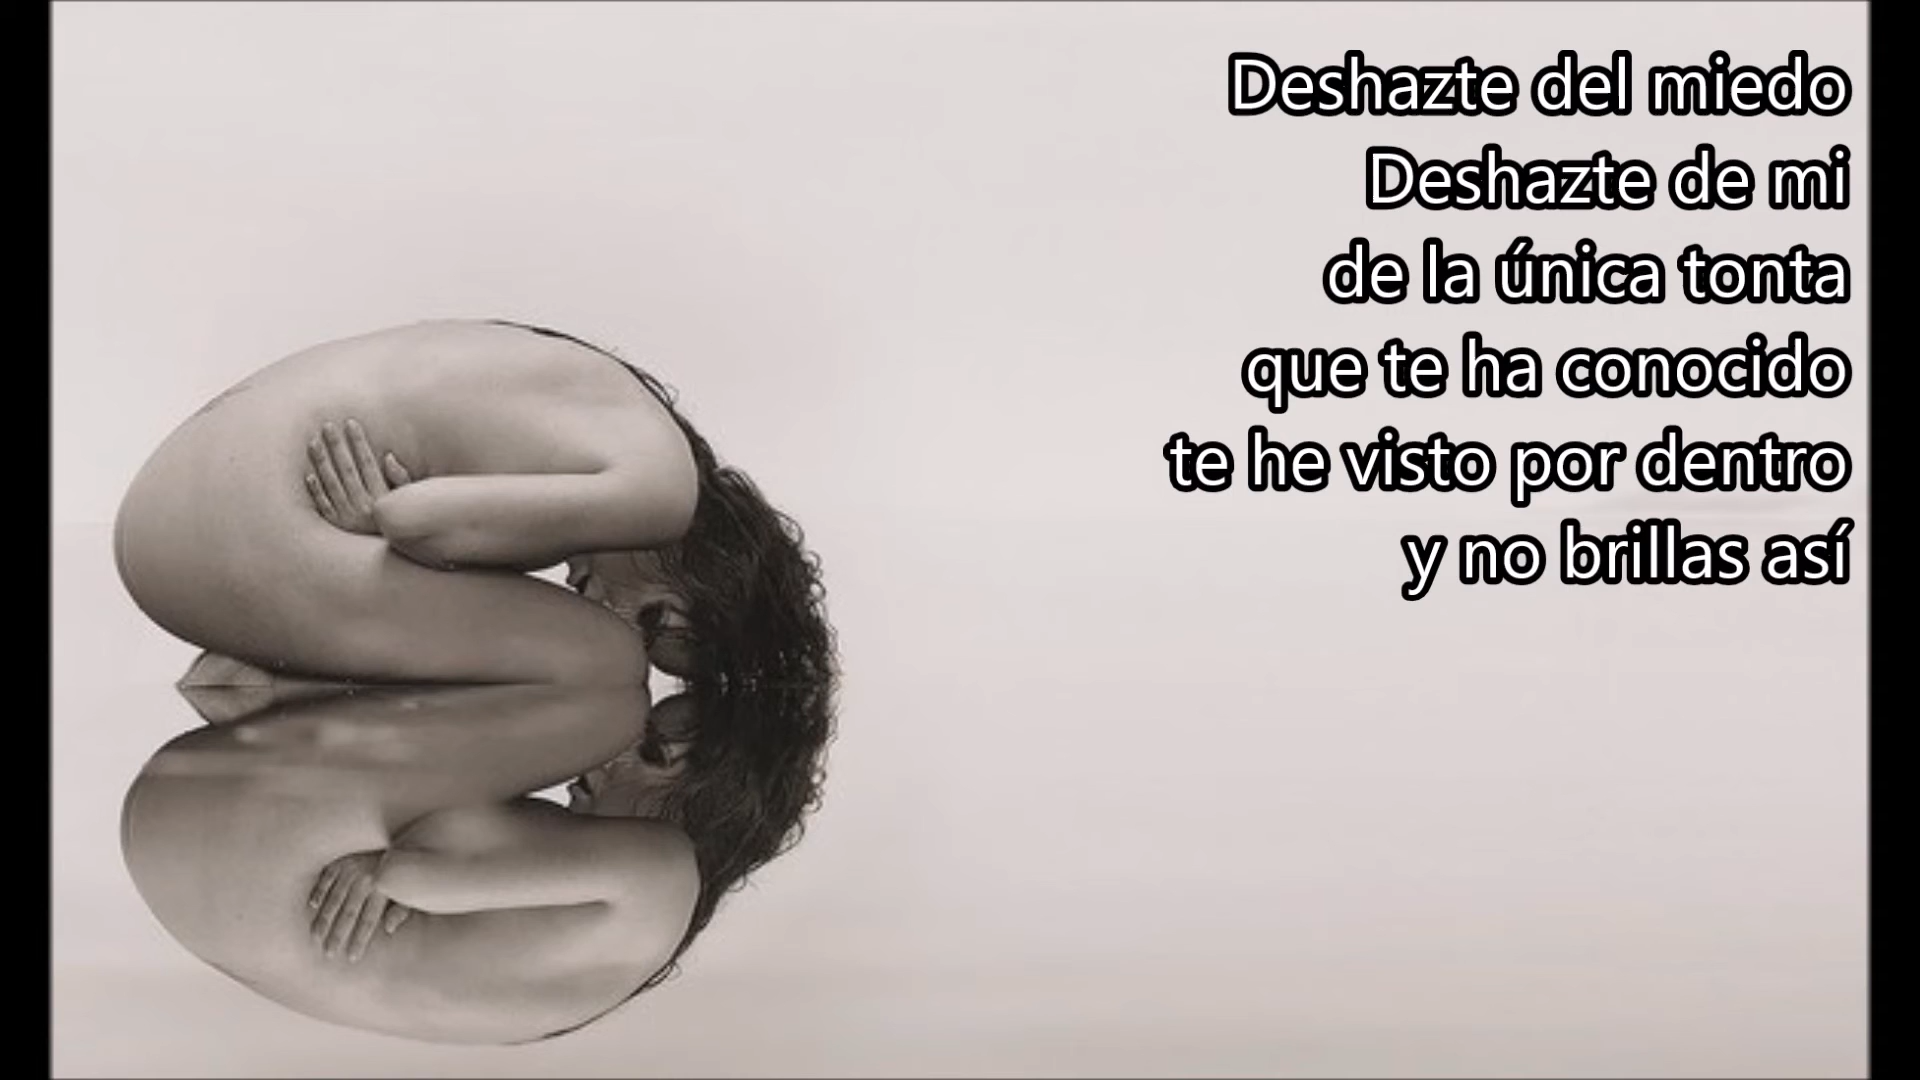 Deshazte del miedo
Deshazte de mi
de la única tonta
que te ha conocido
te he visto por dentro
y no brillas así